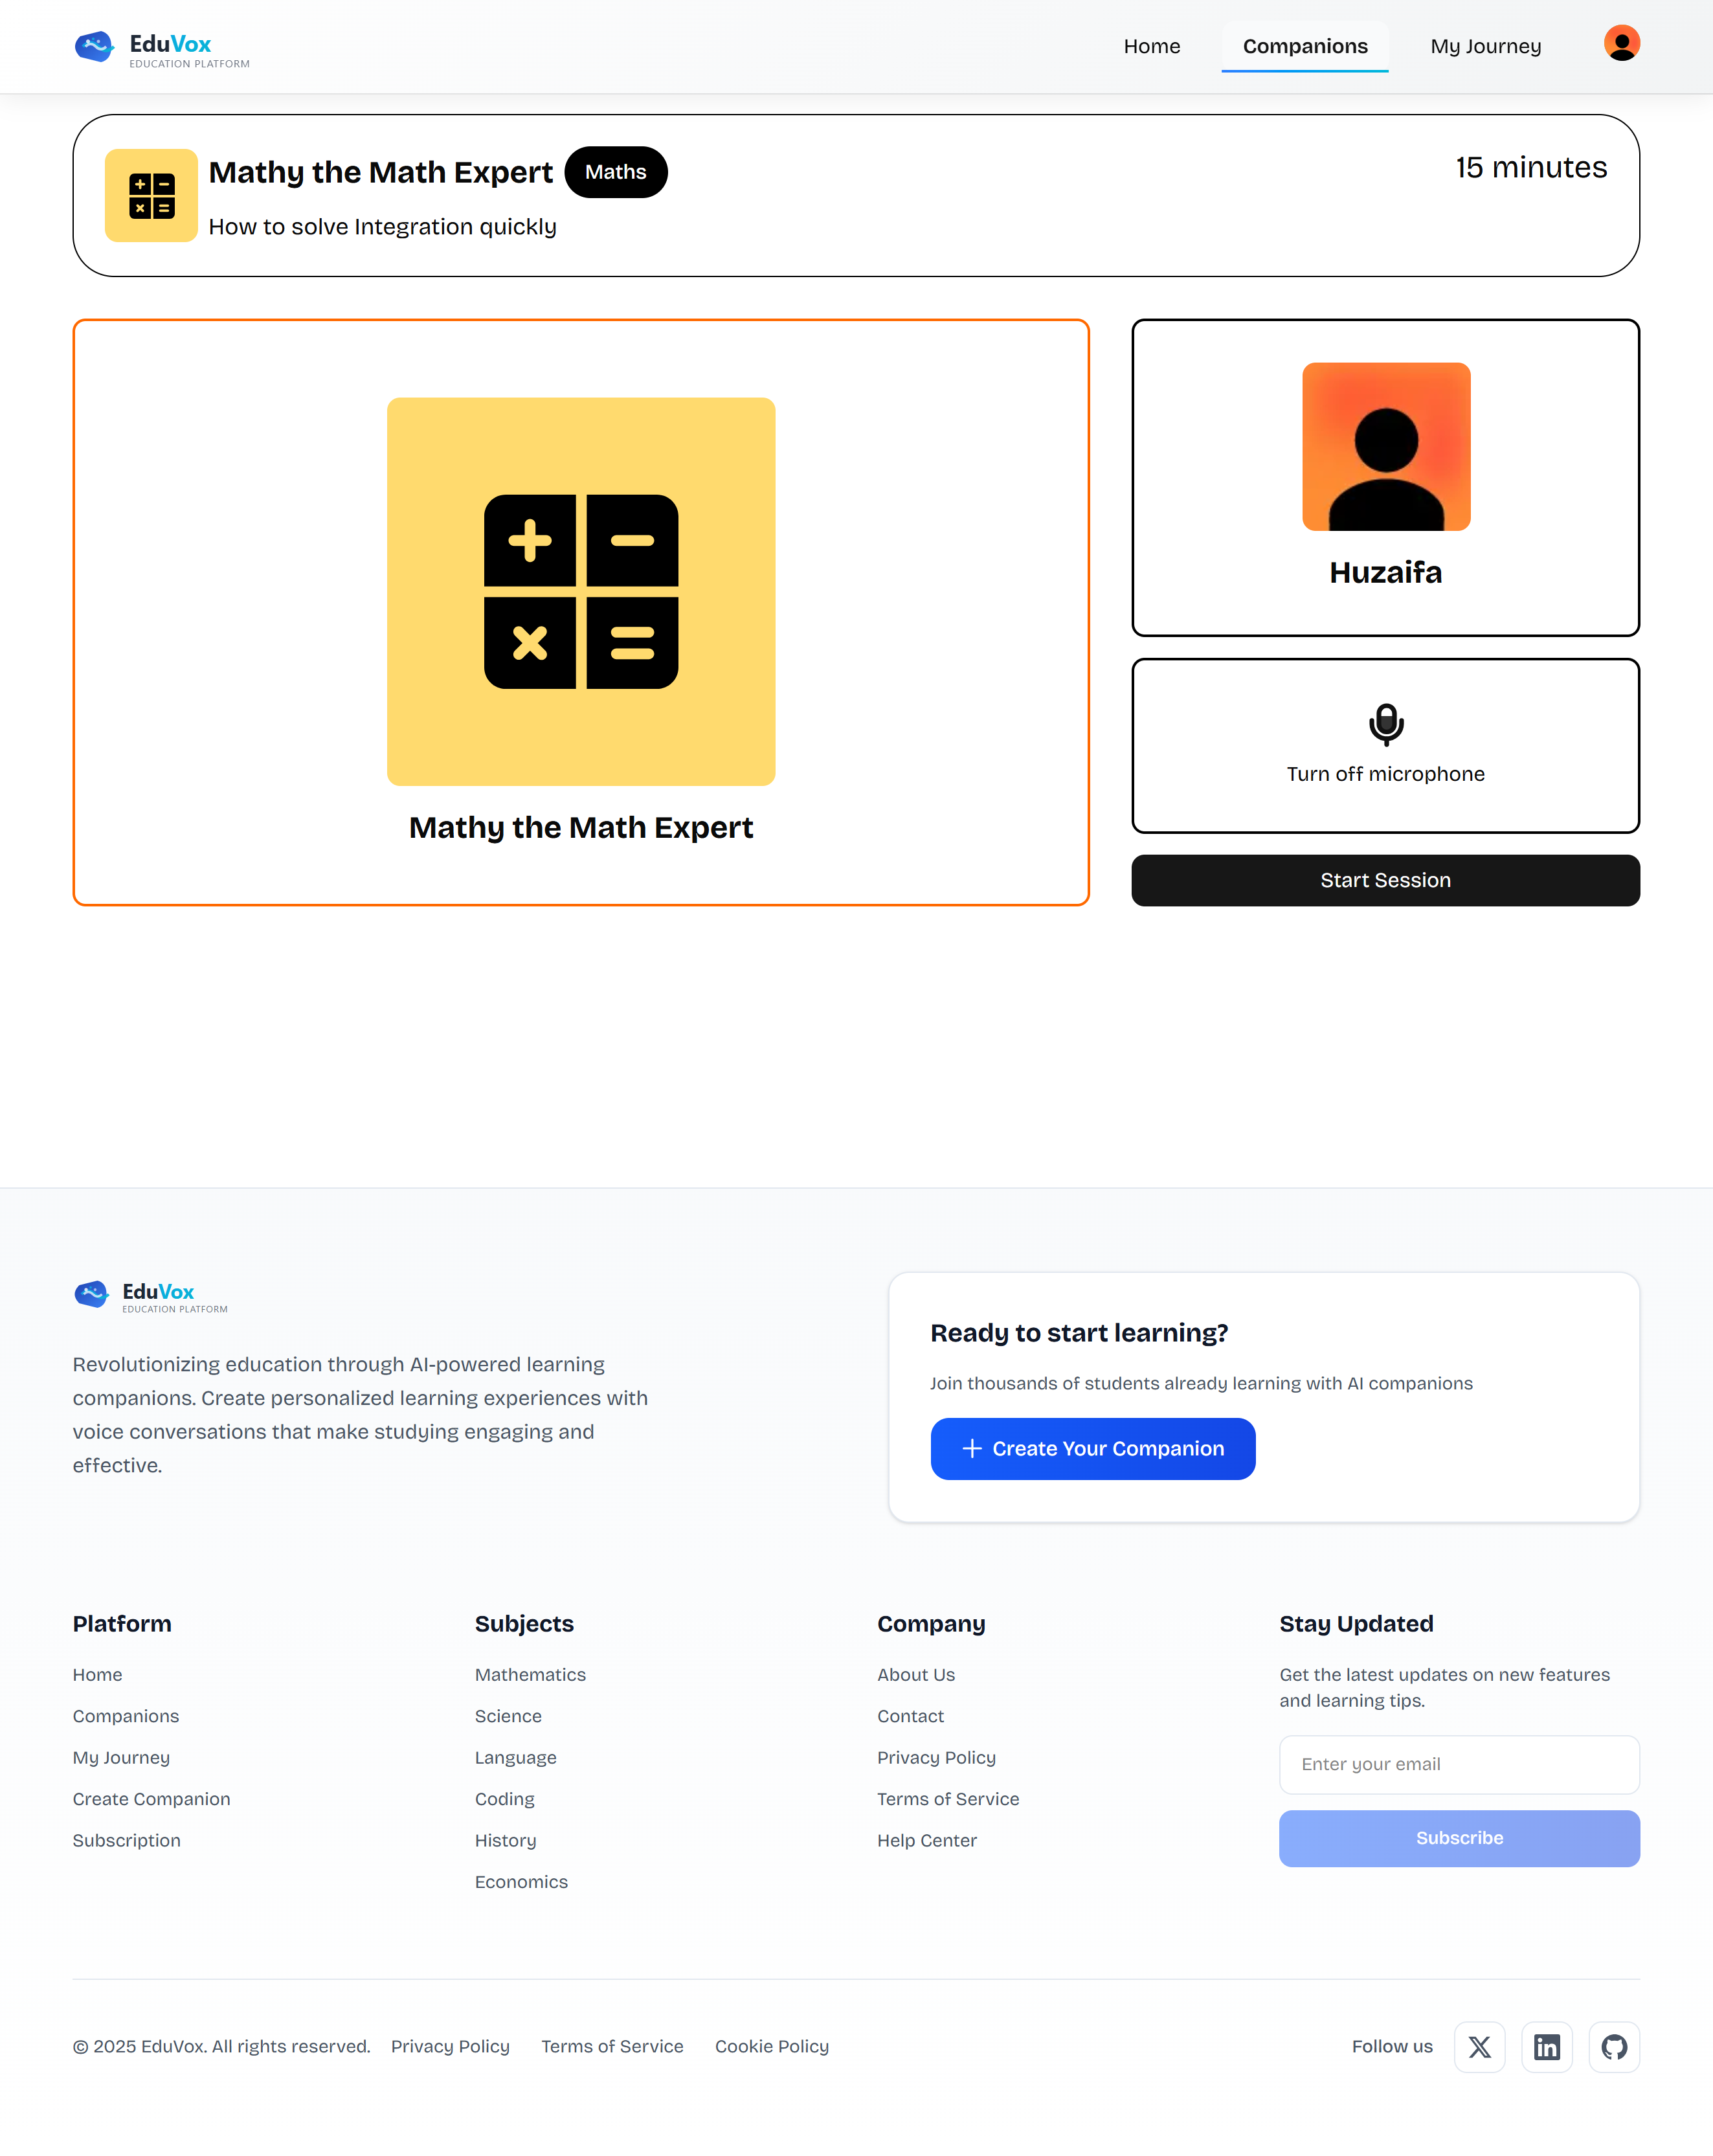 EduVox
EDUCATION PLATFORM
Home
Companions
My Journey
Mathy the Math Expert
Maths
15 minutes
How to solve Integration quickly
Mathy the Math Expert
Huzaifa
Turn off microphone
Start Session
EduVox
EDUCATION PLATFORM
Revolutionizing education through AI-powered learning
companions. Create personalized learning experiences with
voice conversations that make studying engaging and
effective.
Ready to start learning?
Join thousands of students already learning with AI companions
Create Your Companion
Platform
Home
Companions
My Journey
Create Companion
Subscription
Subjects
Mathematics
Science
Language
Coding
History
Economics
Company
About Us
Contact
Privacy Policy
Terms of Service
Help Center
Stay Updated
Get the latest updates on new features
and learning tips.
Enter your email
Subscribe
© 2025 EduVox. All rights reserved.
Privacy Policy
Terms of Service
Cookie Policy
Follow us